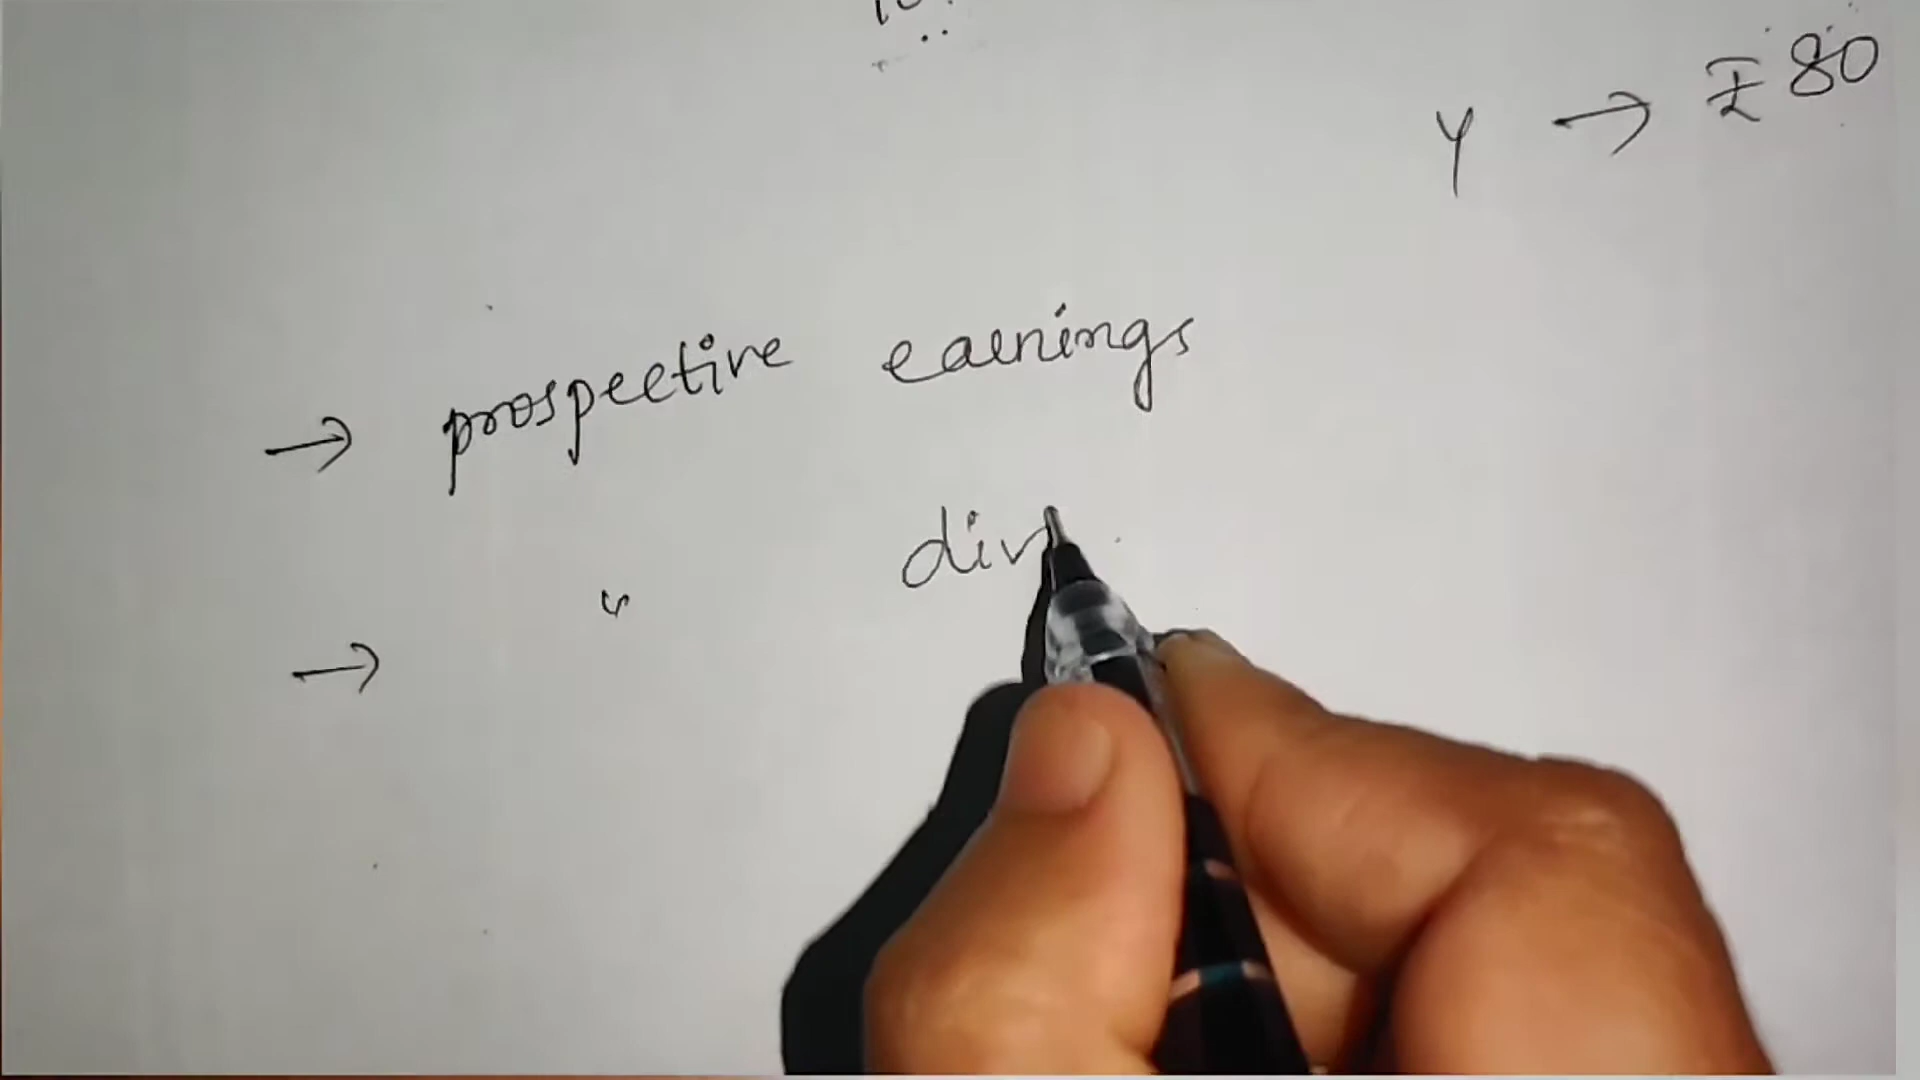 y → ₹80
→ prospective earnings
→ " div